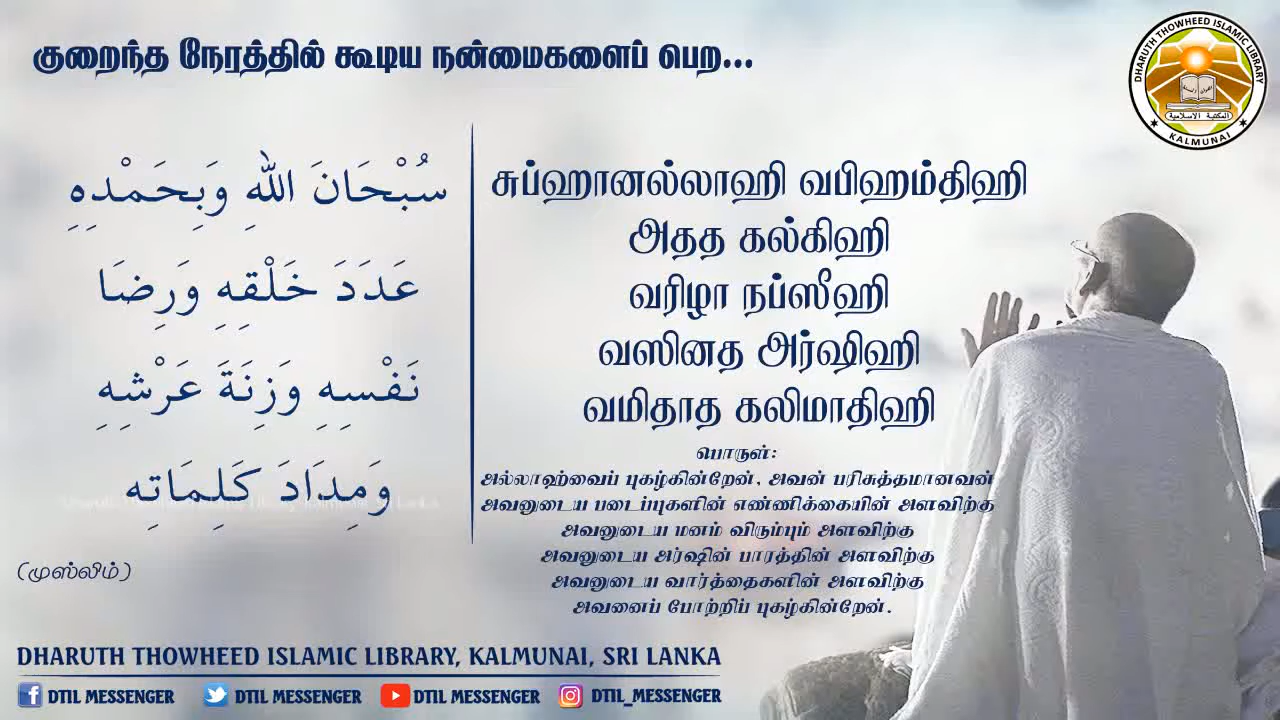 குறைந்த நேரத்தில் கூடிய நன்மைகளைப் பெற...
DHARUTH THOWHEED ISLAMIC LIBRARY
المكتبة الاسلامية
KALMUNAI
سُبْحَانَ اللهِ وَبِحَمْدِهِ
عَدَدَ خَلْقِهِ وَرِضَا
نَفْسِهِ وَزِنَةَ عَرْشِهِ
وَمِدَادَ كَلِمَاتِه
(முஸ்லிம்)
சுப்ஹானல்லாஹி வபிஹம்திஹி
அதத கல்கிஹி
வரிழா நப்ஸீஹி
வஸினத அர்ஷிஹி
வமிதாத கலிமாதிஹி
பொருள்:
அல்லாஹ்வைப் புகழ்கின்றேன், அவன் பரிசுத்தமானவன்
அவனுடைய படைப்புகளின் எண்ணிக்கையின் அளவிற்கு
அவனுடைய மனம் விரும்பும் அளவிற்கு
அவனுடைய அர்ஷின் பாரத்தின் அளவிற்கு
அவனுடைய வார்த்தைகளின் அளவிற்கு
அவனைப் போற்றிப் புகழ்கின்றேன்.
DHARUTH THOWHEED ISLAMIC LIBRARY, KALMUNAI, SRI LANKA
DTIL MESSENGER DTIL MESSENGER DTIL MESSENGER DTIL_MESSENGER